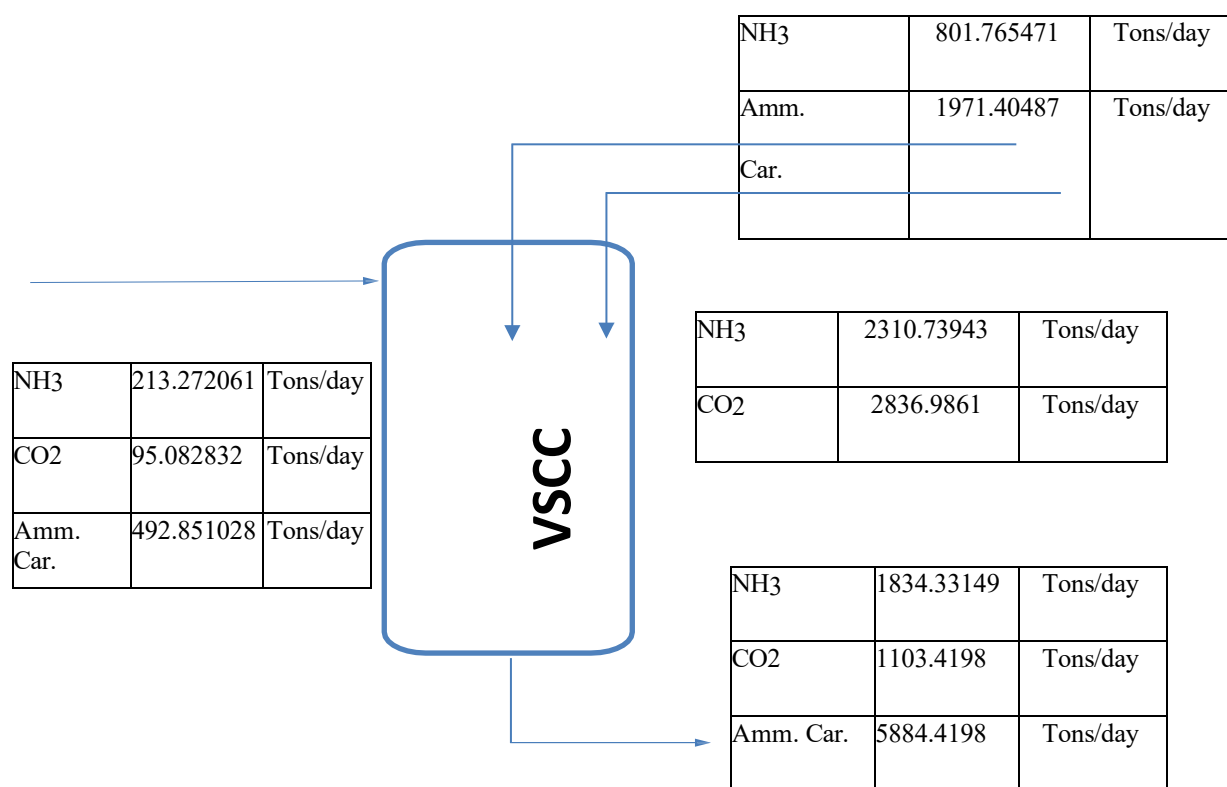 NH3 801.765471 Tons/day
Amm. 1971.40487 Tons/day
Car.
NH3 2310.73943 Tons/day
CO2 2836.9861 Tons/day
NH3 213.272061 Tons/day
CO2 95.082832 Tons/day
Amm. 492.851028 Tons/day
Car.
VSCC
NH3 1834.33149 Tons/day
CO2 1103.4198 Tons/day
Amm. Car. 5884.4198 Tons/day